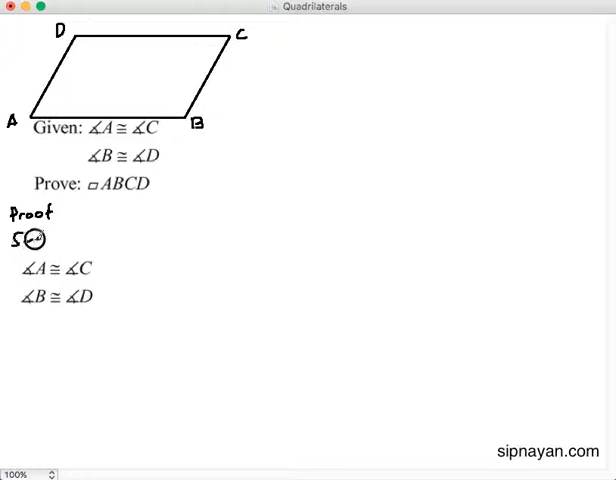 Quadrilaterals
D C
A B
Given: ∡A ≅ ∡C
∡B ≅ ∡D
Prove: ▱ABCD
Proof
∡A ≅ ∡C
∡B ≅ ∡D
sipnayan.com
100%